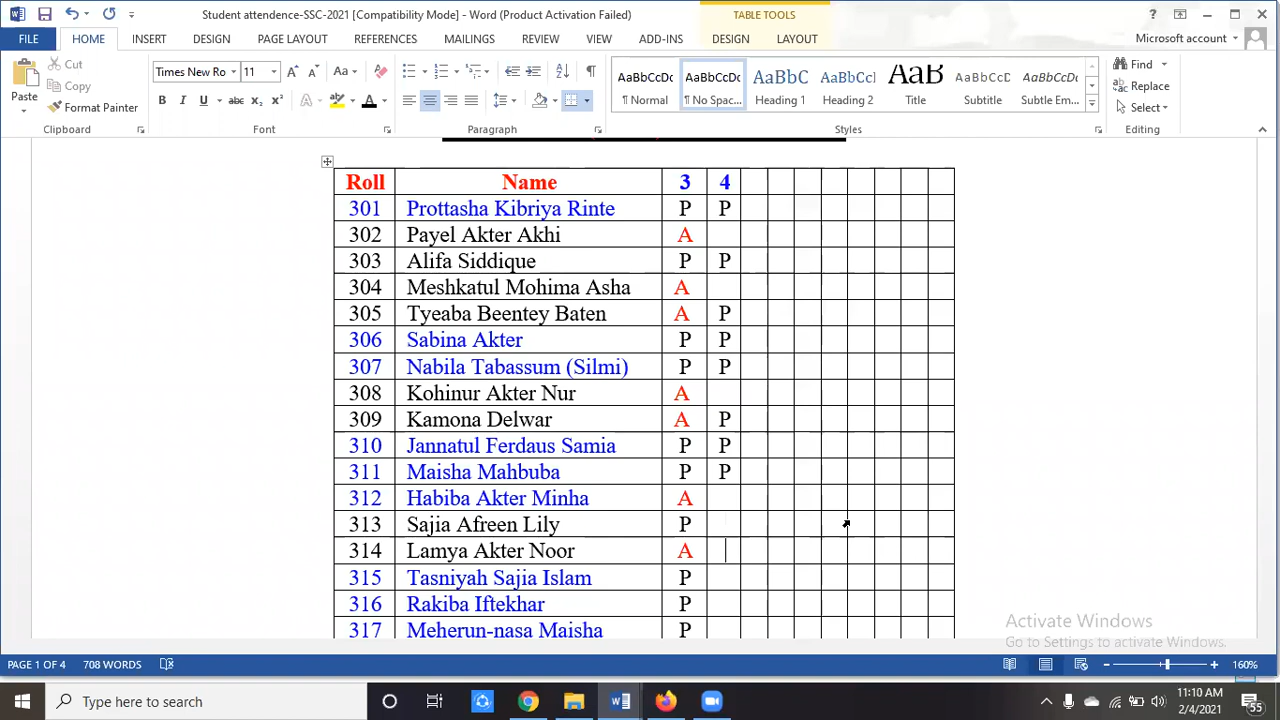 Student attendence-SSC-2021 [Compatibility Mode] - Word (Product Activation Failed)
TABLE TOOLS
?
FILE HOME INSERT DESIGN PAGE LAYOUT REFERENCES MAILINGS REVIEW VIEW ADD-INS DESIGN LAYOUT Microsoft account
Paste
Cut
Copy
Format Painter
Clipboard
Times New Ro 11
Aa
B I U abc x₂ x² A A
Font
Paragraph
AaBbCcDc ¶ Normal
AaBbCcDc ¶ No Spac...
AaBbC Heading 1
AaBbCc Heading 2
AaB Title
AaBbCcD Subtitle
AaBbCcDc Subtle Em...
Styles
Find
Replace
Select
Editing
Roll Name 3 4
301 Prottasha Kibriya Rinte P P
302 Payel Akter Akhi A
303 Alifa Siddique P P
304 Meshkatul Mohima Asha A
305 Tyeaba Beentey Baten A P
306 Sabina Akter P P
307 Nabila Tabassum (Silmi) P P
308 Kohinur Akter Nur A
309 Kamona Delwar A P
310 Jannatul Ferdaus Samia P P
311 Maisha Mahbuba P P
312 Habiba Akter Minha A
313 Sajia Afreen Lily P
314 Lamya Akter Noor A
315 Tasniyah Sajia Islam P
316 Rakiba Iftekhar P
317 Meherun-nasa Maisha P
Activate Windows
Go to Settings to activate Windows.
PAGE 1 OF 4 708 WORDS 160%
Type here to search
11:10 AM
2/4/2021
55